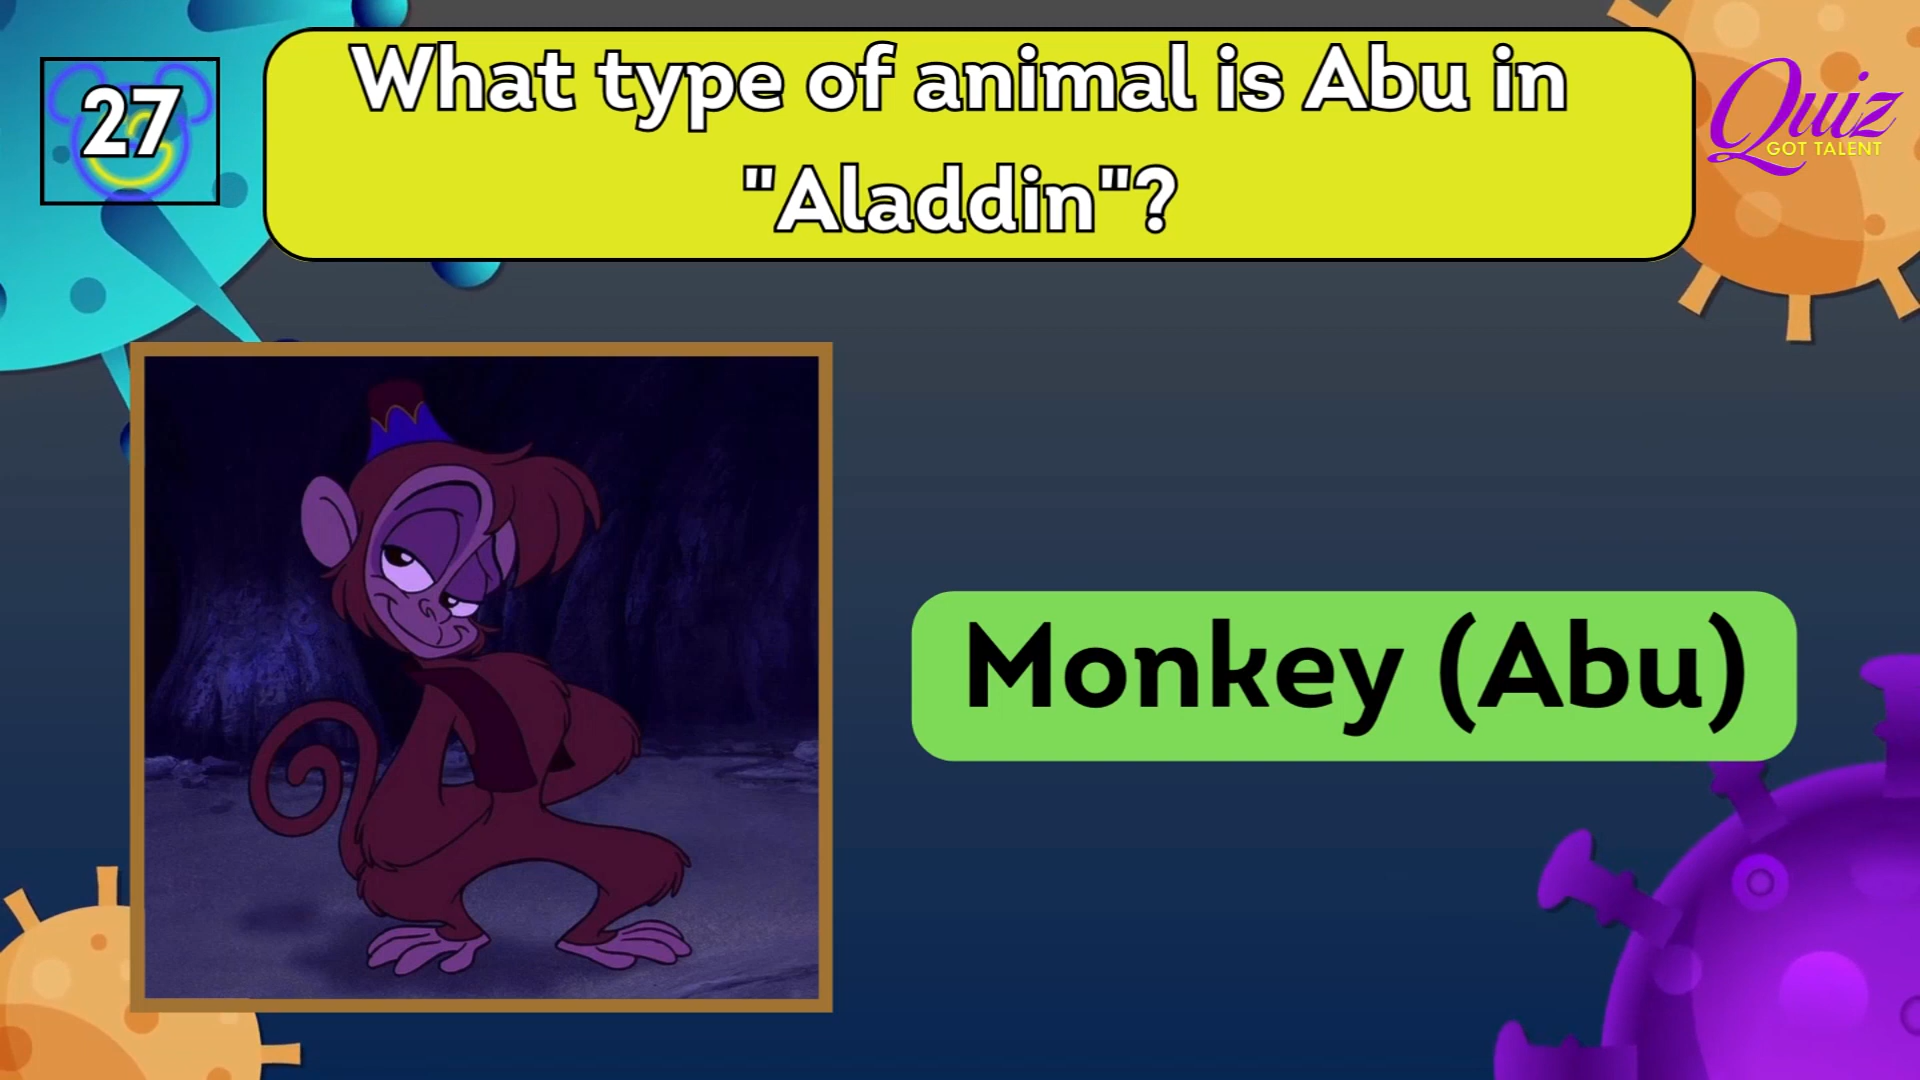 27
What type of animal is Abu in
"Aladdin"?
Quiz
GOT TALENT
Monkey (Abu)